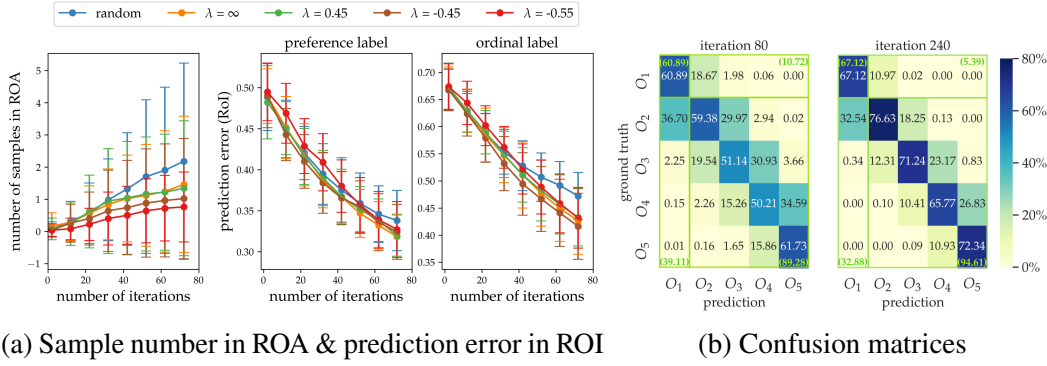 random λ = ∞ λ = 0.45 λ = -0.45 λ = -0.55
preference label ordinal label
number of samples in ROA
5
4
3
2
1
0
−1
0 20 40 60 80
number of iterations
prediction error (RoI)
0.50
0.45
0.40
0.35
0.30
0 20 40 60 80
number of iterations
0.70
0.65
0.60
0.55
0.50
0.45
0.40
0.35
0 20 40 60 80
number of iterations
(a) Sample number in ROA & prediction error in ROI
iteration 80
ground truth
(60.89) (10.72)
O1 60.89 18.67 1.98 0.06 0.00
O2 36.70 59.38 29.97 2.94 0.02
O3 2.25 19.54 51.14 30.93 3.66
O4 0.15 2.26 15.26 50.21 34.59
O5 0.01 0.16 1.65 15.86 61.73
(39.11) (89.28)
O1 O2 O3 O4 O5
prediction
iteration 240
(67.12) (5.39)
67.12 10.97 0.02 0.00 0.00
32.54 76.63 18.25 0.13 0.00
0.34 12.31 71.24 23.17 0.83
0.00 0.10 10.41 65.77 26.83
0.00 0.00 0.09 10.93 72.34
(32.88) (94.61)
O1 O2 O3 O4 O5
prediction
80%
60%
40%
20%
0%
(b) Confusion matrices